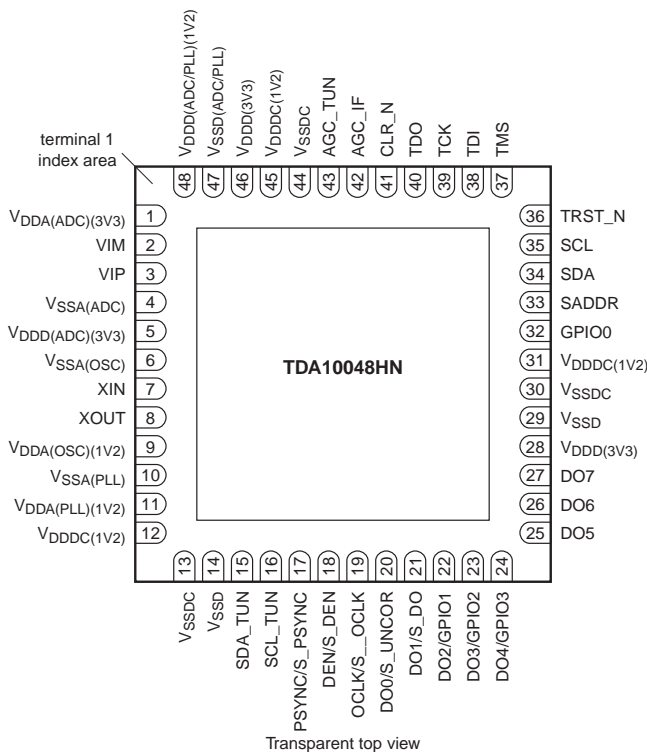 VDDD(ADC/PLL)(1V2)
VSSD(ADC/PLL)
VDDD(3V3)
VDDDC(1V2)
VSSDC
AGC_TUN
AGC_IF
CLR_N
TDO
TCK
TDI
TMS
terminal 1
index area
48 47 46 45 44 43 42 41 40 39 38 37
VDDA(ADC)(3V3) 1
VIM 2
VIP 3
VSSA(ADC) 4
VDDD(ADC)(3V3) 5
VSSA(OSC) 6
XIN 7
XOUT 8
VDDA(OSC)(1V2) 9
VSSA(PLL) 10
VDDA(PLL)(1V2) 11
VDDDC(1V2) 12
TDA10048HN
36 TRST_N
35 SCL
34 SDA
33 SADDR
32 GPIO0
31 VDDDC(1V2)
30 VSSDC
29 VSSD
28 VDDD(3V3)
27 DO7
26 DO6
25 DO5
13 14 15 16 17 18 19 20 21 22 23 24
VSSDC
VSSD
SDA_TUN
SCL_TUN
PSYNC/S_PSYNC
DEN/S_DEN
OCLK/S__OCLK
DO0/S_UNCOR
DO1/S_DO
DO2/GPIO1
DO3/GPIO2
DO4/GPIO3
Transparent top view